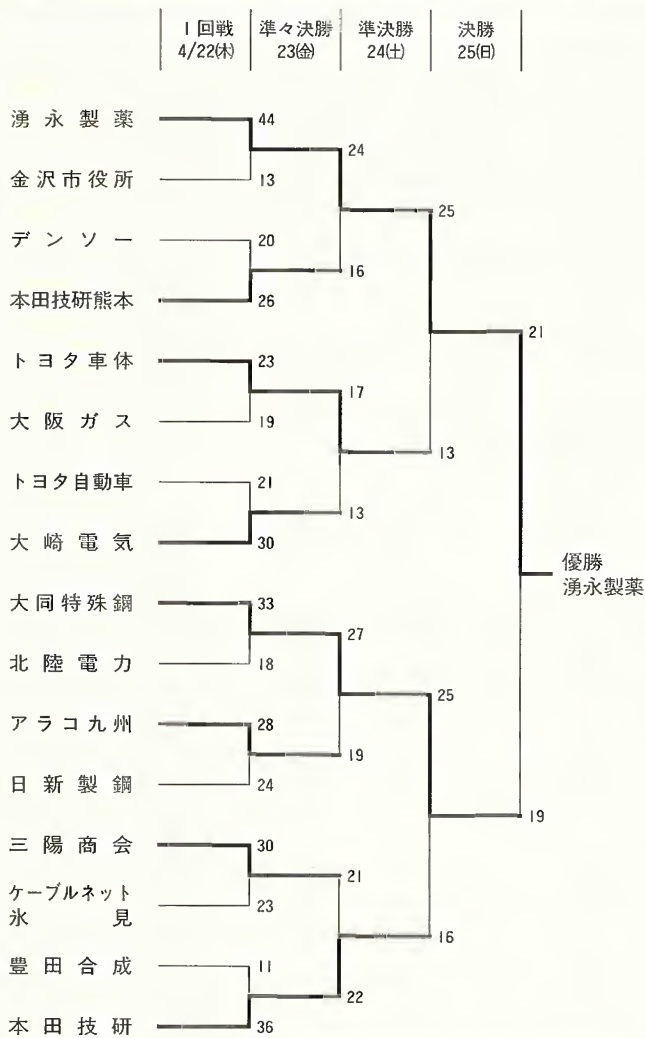 1回戦 準々決勝 準決勝 決勝
4/22(木) 23(金) 24(土) 25(日)
湧永製薬 44
24
金沢市役所 13
25
デンソー 20
16
本田技研熊本 26
21
トヨタ車体 23
17
大阪ガス 19
13
トヨタ自動車 21
13
大崎電気 30
優勝
湧永製薬
大同特殊鋼 33
27
北陸電力 18
25
アラコ九州 28
19
日新製鋼 24
19
三陽商会 30
21
ケーブルネット
氷見 23
16
豊田合成 11
22
本田技研 36